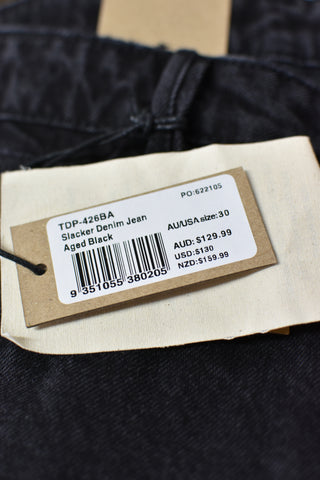 PO:622105
TDP-426BA
Slacker Denim Jean
Aged Black
AU/USA size: 30
AUD: $129.99
USD: $130
NZD: $159.99
9 351055 380205